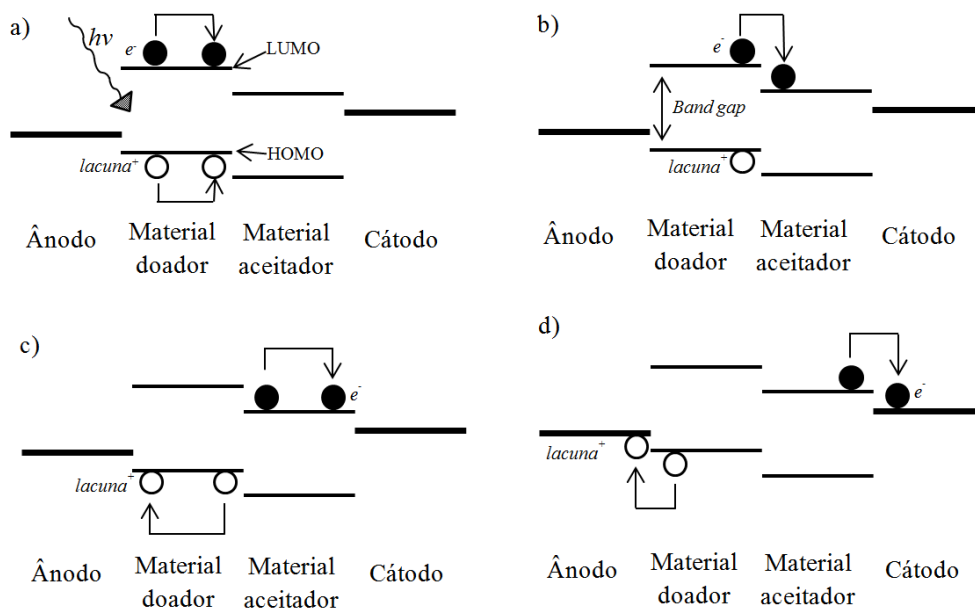 a)
hv
e-
LUMO
HOMO
lacuna+
Ânodo
Material
doador
Material
aceitador
Cátodo
b)
e-
Band gap
lacuna+
Ânodo
Material
doador
Material
aceitador
Cátodo
c)
e-
lacuna+
Ânodo
Material
doador
Material
aceitador
Cátodo
d)
e-
lacuna+
Ânodo
Material
doador
Material
aceitador
Cátodo